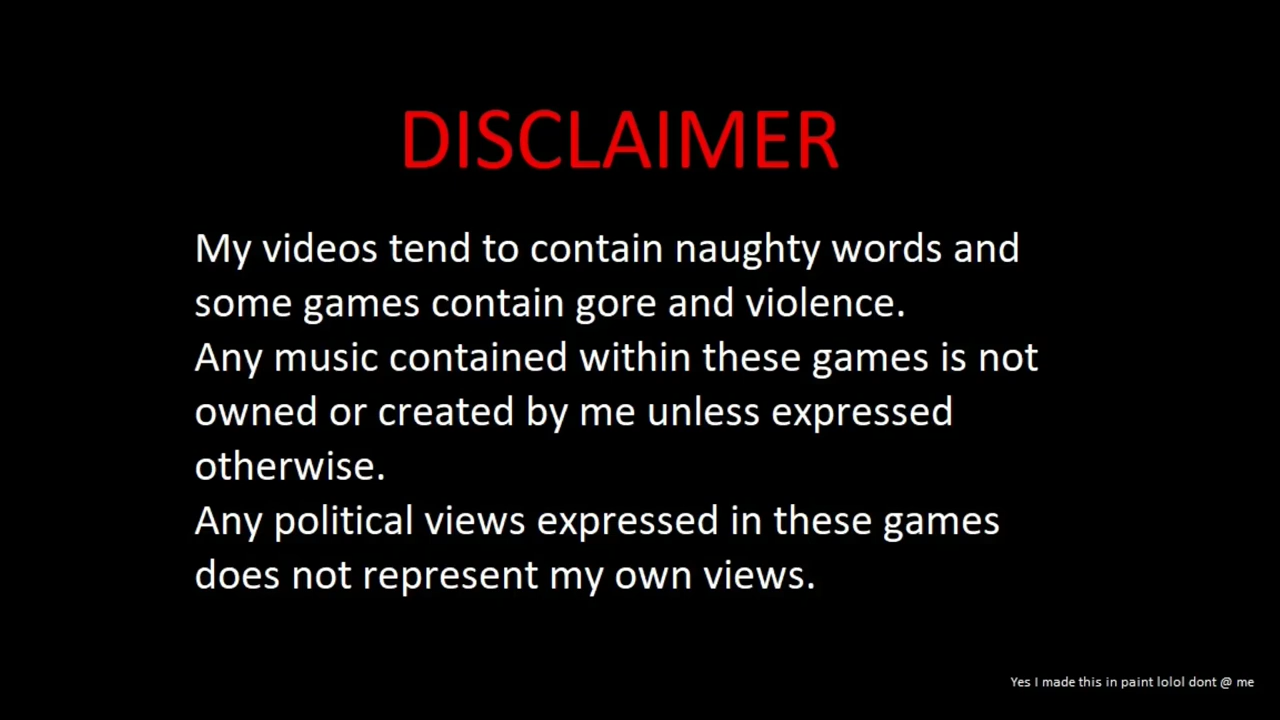 DISCLAIMER
My videos tend to contain naughty words and
some games contain gore and violence.
Any music contained within these games is not
owned or created by me unless expressed
otherwise.
Any political views expressed in these games
does not represent my own views.
Yes I made this in paint lolol dont @ me